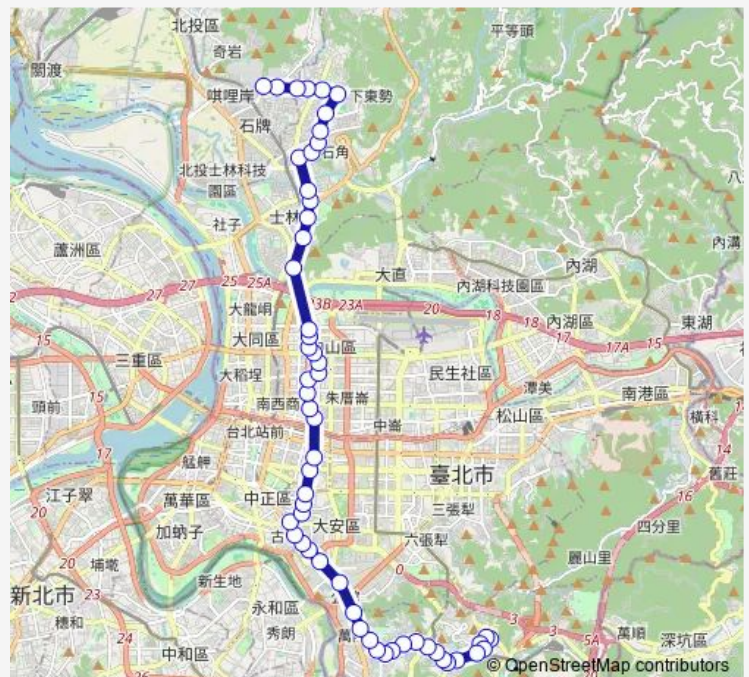 北投區
平等頭
奇岩
關渡
唭哩岸
下東勢
石牌
石角
北投士林科技
園區
社子
士林
蘆洲區
內溝
大直
內湖
內湖科技園區
27
27
25
25A
23B
23A
20
18
18
17
17A
15
內湖區
東湖
大龍峒
15
大同區
山區
三重區
大稻埕
民生社區
潭美
南港區
頭前
南西商
朱厝崙
松山區
橫科
台北站前
中崙
14
17
艋舺
臺北市
舊莊
江子翠
萬華區
中正區
16
20
三張犁
加蚋子
大安區
四分里
古
六張犁
20
埔墘
麗山里
新生地
0
新北市
永和區
3
3
穗和
秀朗
萬
5A
萬順
深坑區
24
23
中和區
© OpenStreetMap contributors